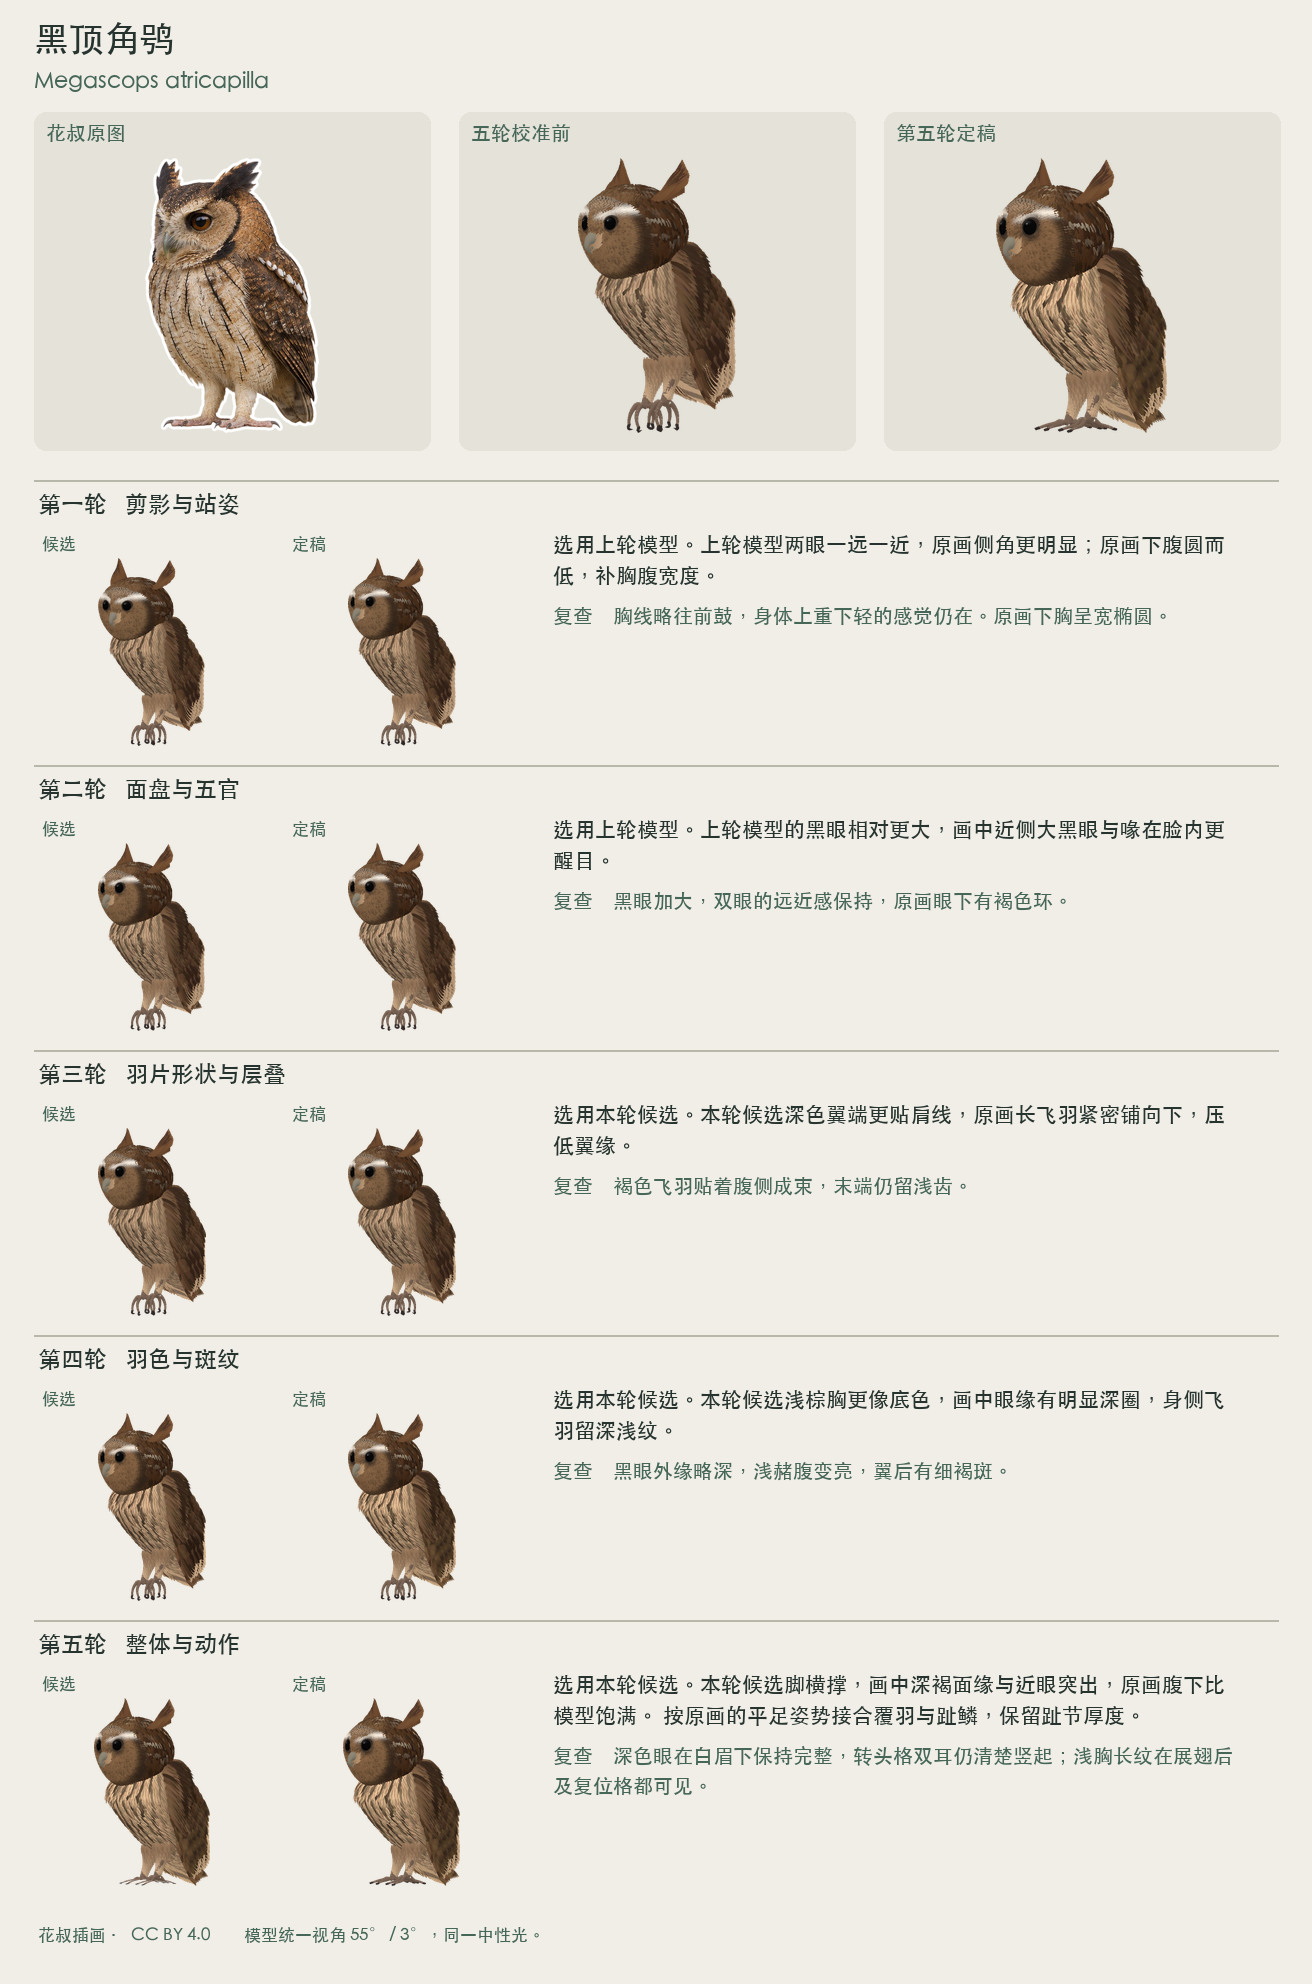 黑顶角鸮
Megascops atricapilla
花叔原图
五轮校准前
第五轮定稿
第一轮 剪影与站姿
候选
定稿
选用上轮模型。上轮模型两眼一远一近，原画侧角更明显；原画下腹圆而
低，补胸腹宽度。
复查 胸线略往前鼓，身体上重下轻的感觉仍在。原画下胸呈宽椭圆。
第二轮 面盘与五官
候选
定稿
选用上轮模型。上轮模型的黑眼相对更大，画中近侧大黑眼与喙在脸内更
醒目。
复查 黑眼加大，双眼的远近感保持，原画眼下有褐色环。
第三轮 羽片形状与层叠
候选
定稿
选用本轮候选。本轮候选深色翼端更贴肩线，原画长飞羽紧密铺向下，压
低翼缘。
复查 褐色飞羽贴着腹侧成束，末端仍留浅齿。
第四轮 羽色与斑纹
候选
定稿
选用本轮候选。本轮候选浅棕胸更像底色，画中眼缘有明显深圈，身侧飞
羽留深浅纹。
复查 黑眼外缘略深，浅赭腹变亮，翼后有细褐斑。
第五轮 整体与动作
候选
定稿
选用本轮候选。本轮候选脚横撑，画中深褐面缘与近眼突出，原画腹下比
模型饱满。 按原画的平足姿势接合覆羽与趾鳞，保留趾节厚度。
复查 深色眼在白眉下保持完整，转头格双耳仍清楚竖起；浅胸长纹在展翅后
及复位格都可见。
花叔插画 · CC BY 4.0 模型统一视角 55° / 3° ，同一中性光。